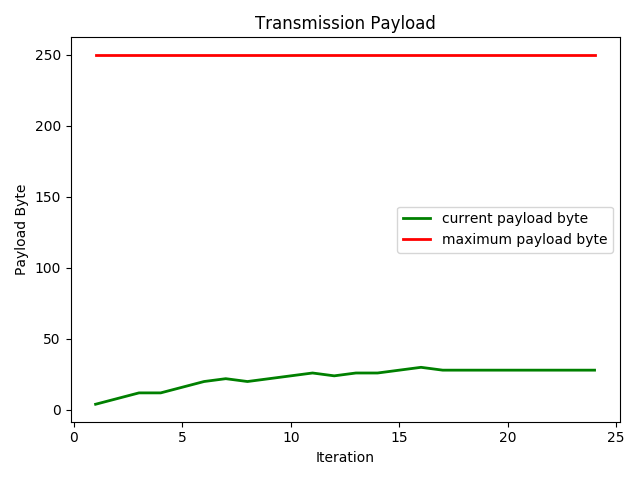 Transmission Payload
250
200
150
100
50
0
Payload Byte
current payload byte
maximum payload byte
0 5 10 15 20 25
Iteration